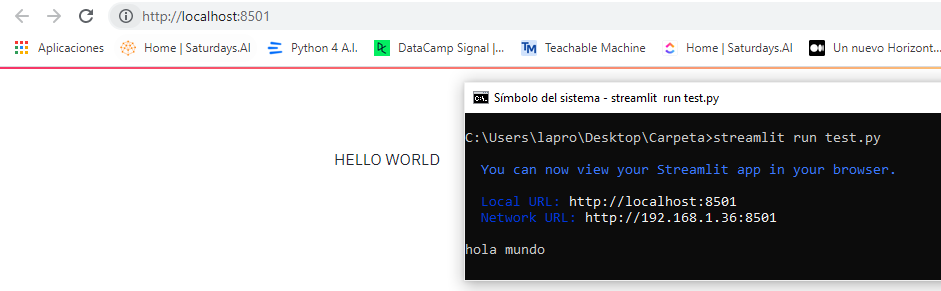 http://localhost:8501
Aplicaciones Home | Saturdays.AI Python 4 A.I. DC DataCamp Signal |... TM Teachable Machine Home | Saturdays.AI Un nuevo Horizont...
C:\. Símbolo del sistema - streamlit run test.py
C:\Users\lapro\Desktop\Carpeta>streamlit run test.py
HELLO WORLD
You can now view your Streamlit app in your browser.
Local URL: http://localhost:8501
Network URL: http://192.168.1.36:8501
hola mundo